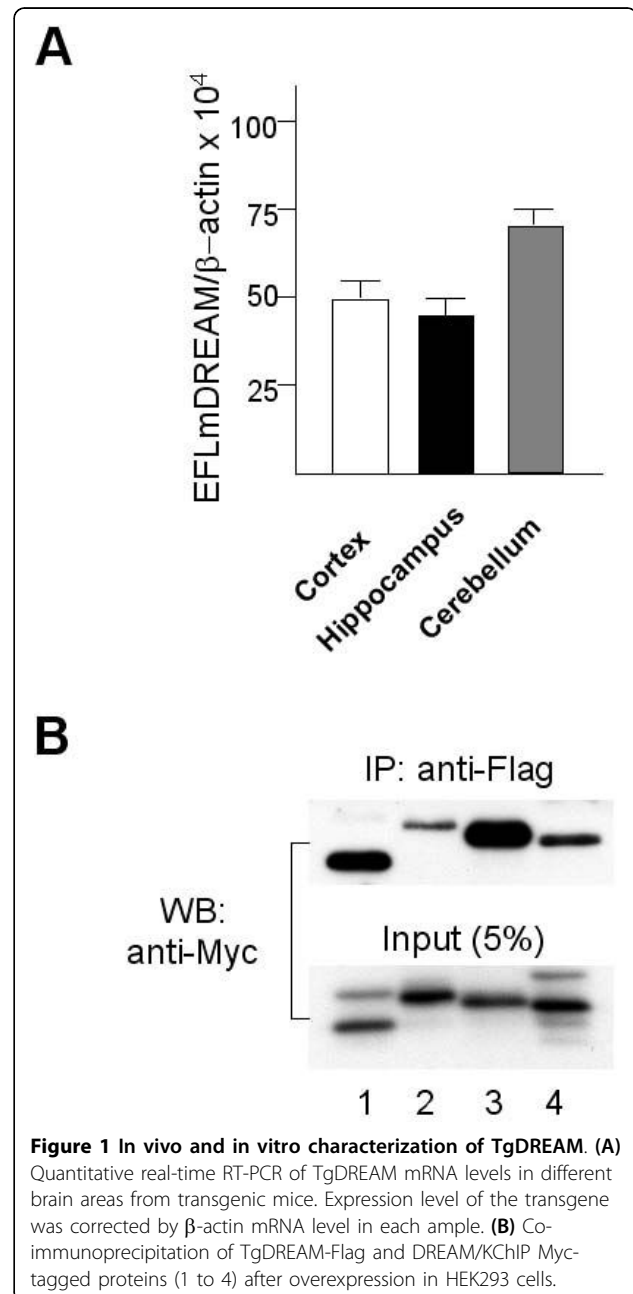 A
EFLmDREAM/β–actin x 10⁴
100
75
50
25
Cortex
Hippocampus
Cerebellum
B
IP: anti-Flag
WB:
anti-Myc
Input (5%)
1 2 3 4
Figure 1 In vivo and in vitro characterization of TgDREAM. (A)
Quantitative real-time RT-PCR of TgDREAM mRNA levels in different
brain areas from transgenic mice. Expression level of the transgene
was corrected by β-actin mRNA level in each ample. (B) Co-
immunoprecipitation of TgDREAM-Flag and DREAM/KChIP Myc-
tagged proteins (1 to 4) after overexpression in HEK293 cells.